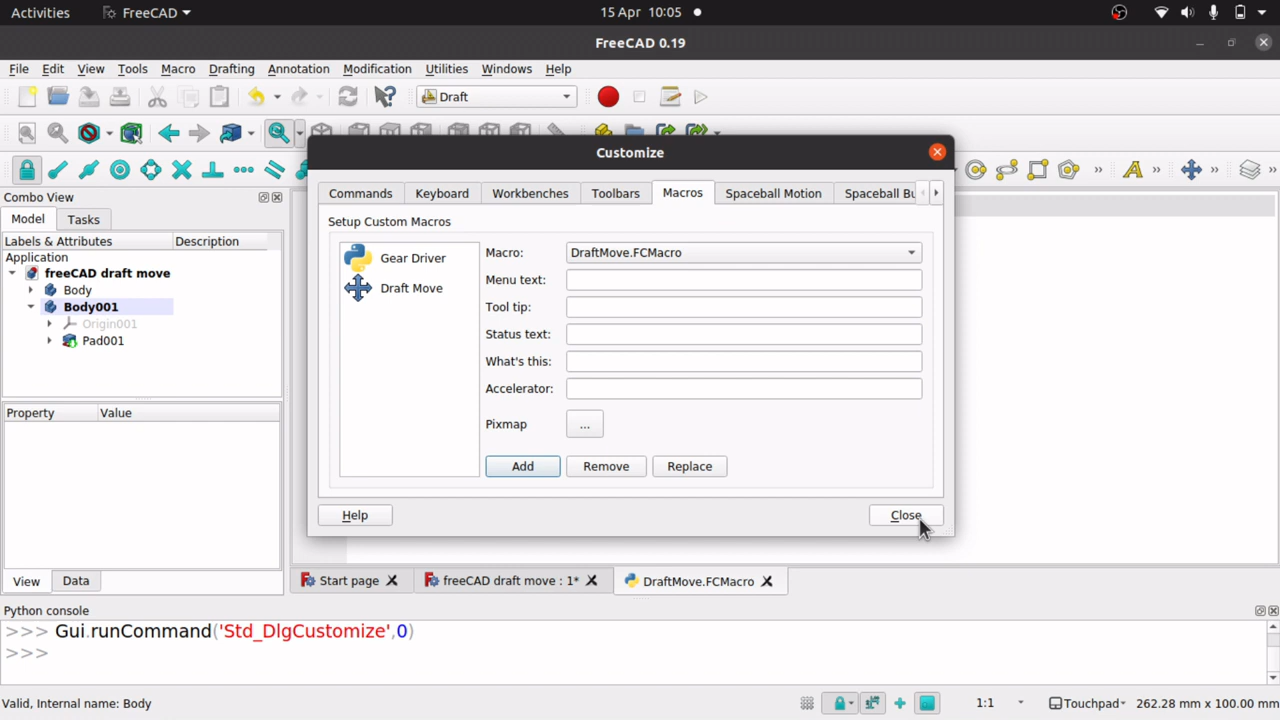 Activities FreeCAD 15 Apr 10:05
FreeCAD 0.19
File Edit View Tools Macro Drafting Annotation Modification Utilities Windows Help
Draft
Combo View
Model Tasks
Labels & Attributes Description
Application
freeCAD draft move
Body
Body001
Origin001
Pad001
Property Value
View Data
Customize
Commands Keyboard Workbenches Toolbars Macros Spaceball Motion Spaceball Bu
Setup Custom Macros
Gear Driver
Draft Move
Macro: DraftMove.FCMacro
Menu text:
Tool tip:
Status text:
What's this:
Accelerator:
Pixmap ...
Add Remove Replace
Help Close
Start page freeCAD draft move : 1* DraftMove.FCMacro
Python console
>>> Gui.runCommand('Std_DlgCustomize',0)
>>>
Valid, Internal name: Body 1:1 Touchpad 262.28 mm x 100.00 mm